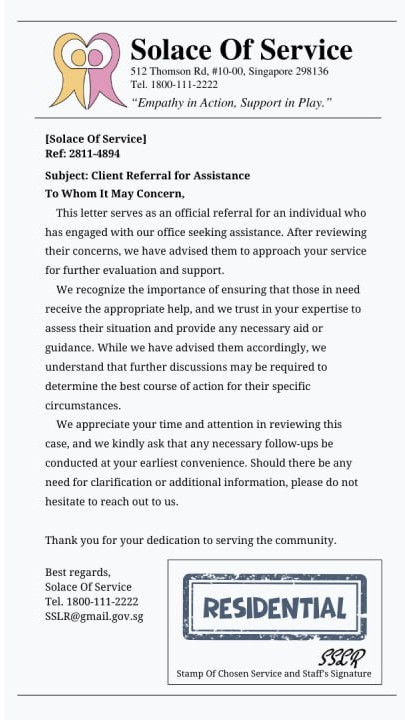 Solace Of Service
512 Thomson Rd, #10-00, Singapore 298136
Tel. 1800-111-2222
“Empathy in Action, Support in Play.”
[Solace Of Service]
Ref: 2811-4894
Subject: Client Referral for Assistance
To Whom It May Concern,
This letter serves as an official referral for an individual who
has engaged with our office seeking assistance. After reviewing
their concerns, we have advised them to approach your service
for further evaluation and support.
We recognize the importance of ensuring that those in need
receive the appropriate help, and we trust in your expertise to
assess their situation and provide any necessary aid or
guidance. While we have advised them accordingly, we
understand that further discussions may be required to
determine the best course of action for their specific
circumstances.
We appreciate your time and attention in reviewing this
case, and we kindly ask that any necessary follow-ups be
conducted at your earliest convenience. Should there be any
need for clarification or additional information, please do not
hesitate to reach out to us.
Thank you for your dedication to serving the community.
Best regards,
Solace Of Service
Tel. 1800-111-2222
SSLR@gmail.gov.sg
RESIDENTIAL
SSLR
Stamp Of Chosen Service and Staff's Signature